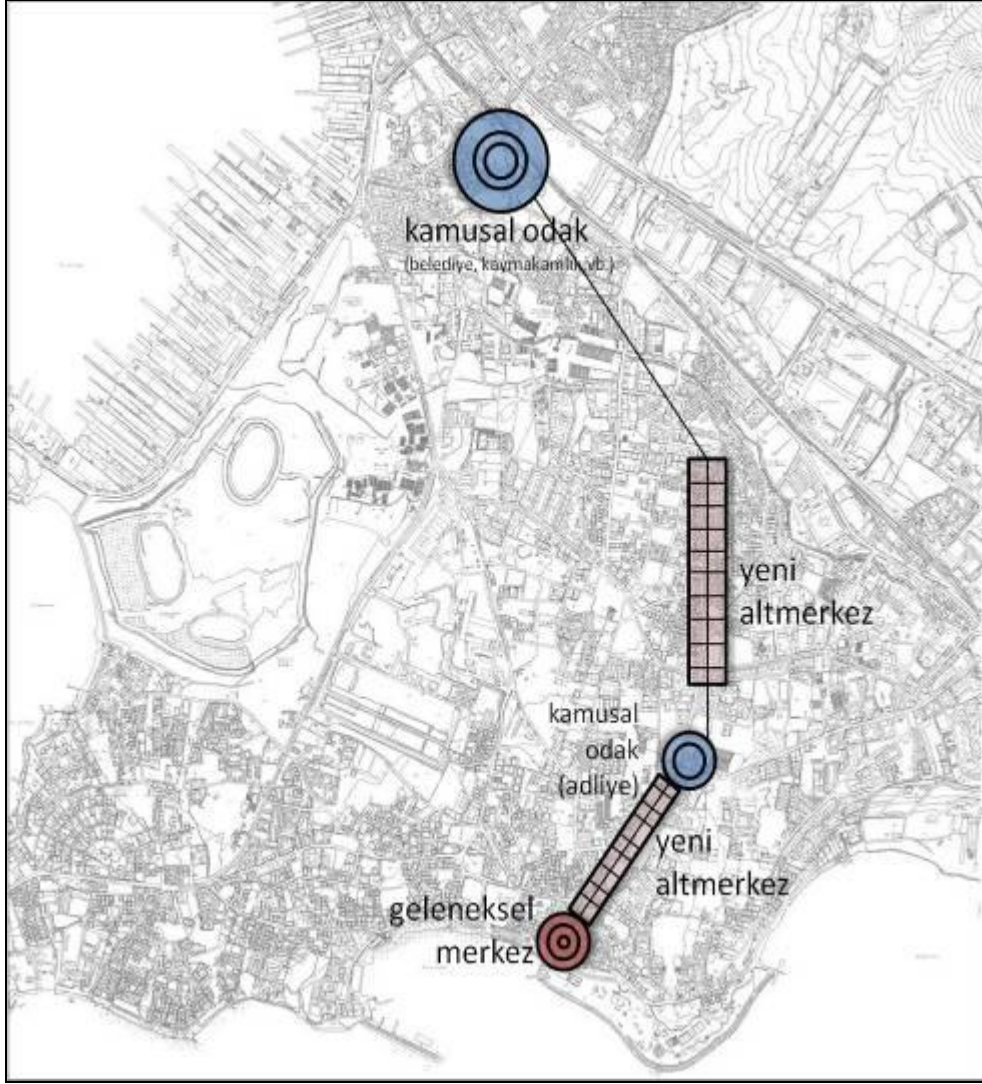 kamusal odak
(belediye, kaymakamlık vb.)
yeni
altmerkez
kamusal
odak
(adliye)
yeni
altmerkez
geleneksel
merkez